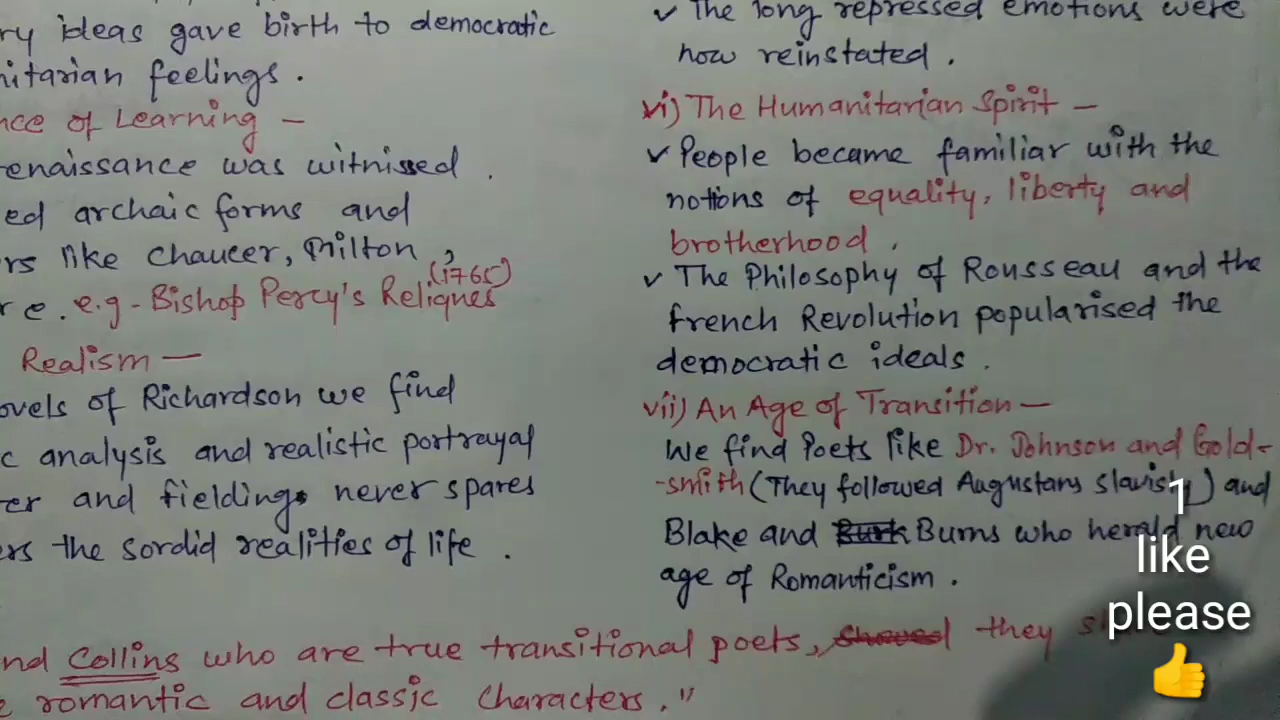 ry ideas gave birth to democratic
nitarian feelings.
nce of Learning –
enaissance was witnissed.
ed archaic forms and
rs like Chaucer, Milton,
re. e.g - Bishop Percy's Reliques (1765)
Realism –
ovels of Richardson we find
c analysis and realistic portrayal
er and fielding never spares
ers the sordid realities of life.
✓ The long repressed emotions were
now reinstated.
vi) The Humanitarian Spirit –
✓ People became familiar with the
notions of equality, liberty and
brotherhood.
✓ The Philosophy of Rousseau and the
french Revolution popularised the
democratic ideals.
vii) An Age of Transition –
We find Poets like Dr. Johnson and Gold-
-smith (They followed Augustans slavishly) and
Blake and Burns who herald new
age of Romanticism.
nd Collins who are true transitional poets, they
e romantic and classic characters."
1
like
please
👍